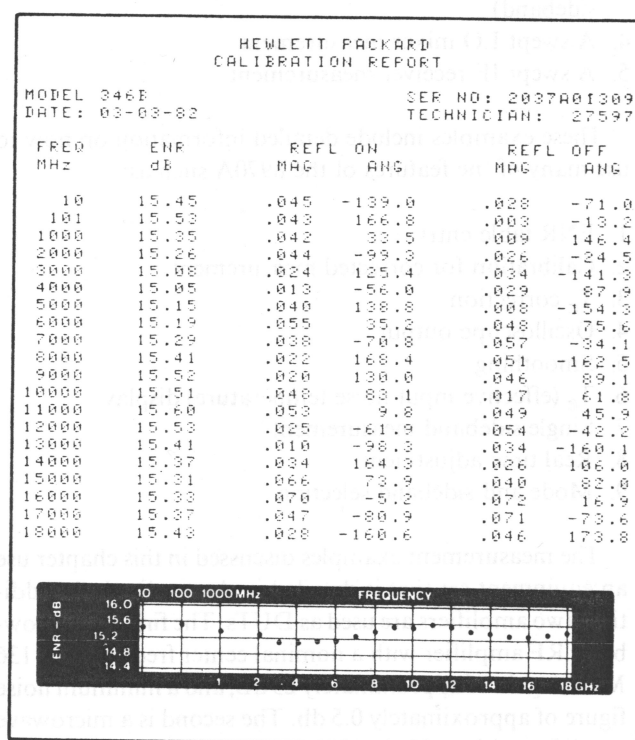 HEWLETT PACKARD
CALIBRATION REPORT
MODEL 346B SER NO: 2037A01309
DATE: 03-03-82 TECHNICIAN: 27597
FREQ ENR REFL ON REFL OFF
MHz dB MAG ANG MAG ANG
10 15.45 .045 -139.0 .028 -71.0
101 15.53 .043 166.8 .003 -13.2
1000 15.35 .042 33.5 .009 146.4
2000 15.26 .044 -99.3 .026 -24.5
3000 15.08 .024 125.4 .034 -141.3
4000 15.05 .013 -56.0 .029 87.9
5000 15.15 .040 138.8 .008 -154.3
6000 15.19 .055 35.2 .048 -75.6
7000 15.29 .038 -70.8 .057 -34.1
8000 15.41 .022 168.4 .051 -162.5
9000 15.52 .020 130.0 .046 89.1
10000 15.51 .048 83.1 .017 61.8
11000 15.60 .053 9.8 .049 45.9
12000 15.53 .025 -61.9 .054 42.2
13000 15.41 .010 -98.3 .034 -160.1
14000 15.37 .034 164.3 .026 106.0
15000 15.31 .066 73.9 .040 82.0
16000 15.33 .070 -5.2 .072 16.9
17000 15.37 .047 -80.9 .071 -73.6
18000 15.43 .028 -160.6 .046 173.8
10 100 1000 MHz FREQUENCY
ENR -dB
16.0
15.6
15.2
14.8
14.4
1 2 4 6 8 10 12 14 16 18 GHz
figure of approximately 0.5 dB. The second is a microwave